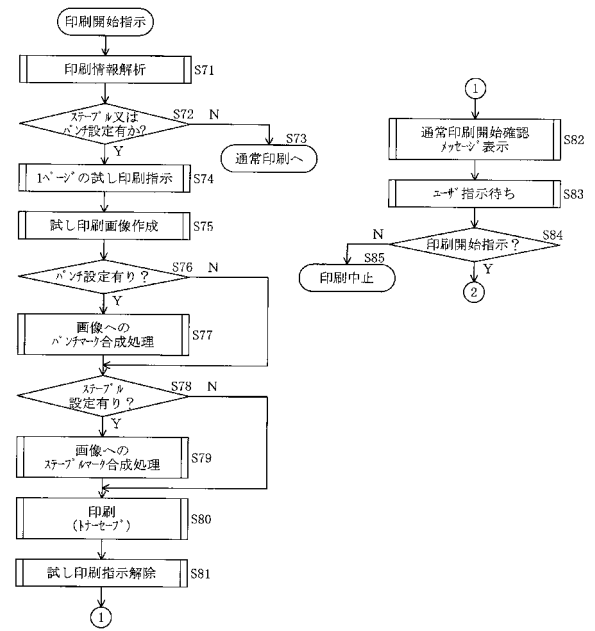 印刷開始指示
印刷情報解析 S71
ステープル又は
パンチ設定有か? S72 N
Y
S73
通常印刷へ
1ページの試し印刷指示 S74
試し印刷画像作成 S75
パンチ設定有り? S76 N
Y
画像への
パンチマーク合成処理 S77
ステープル
設定有り? S78 N
Y
画像への
ステープルマーク合成処理 S79
印刷
(トナーセーブ) S80
試し印刷指示解除 S81
1
1
通常印刷開始確認
メッセージ表示 S82
ユーザ指示待ち S83
印刷開始指示? S84
N
Y
S85
印刷中止
2